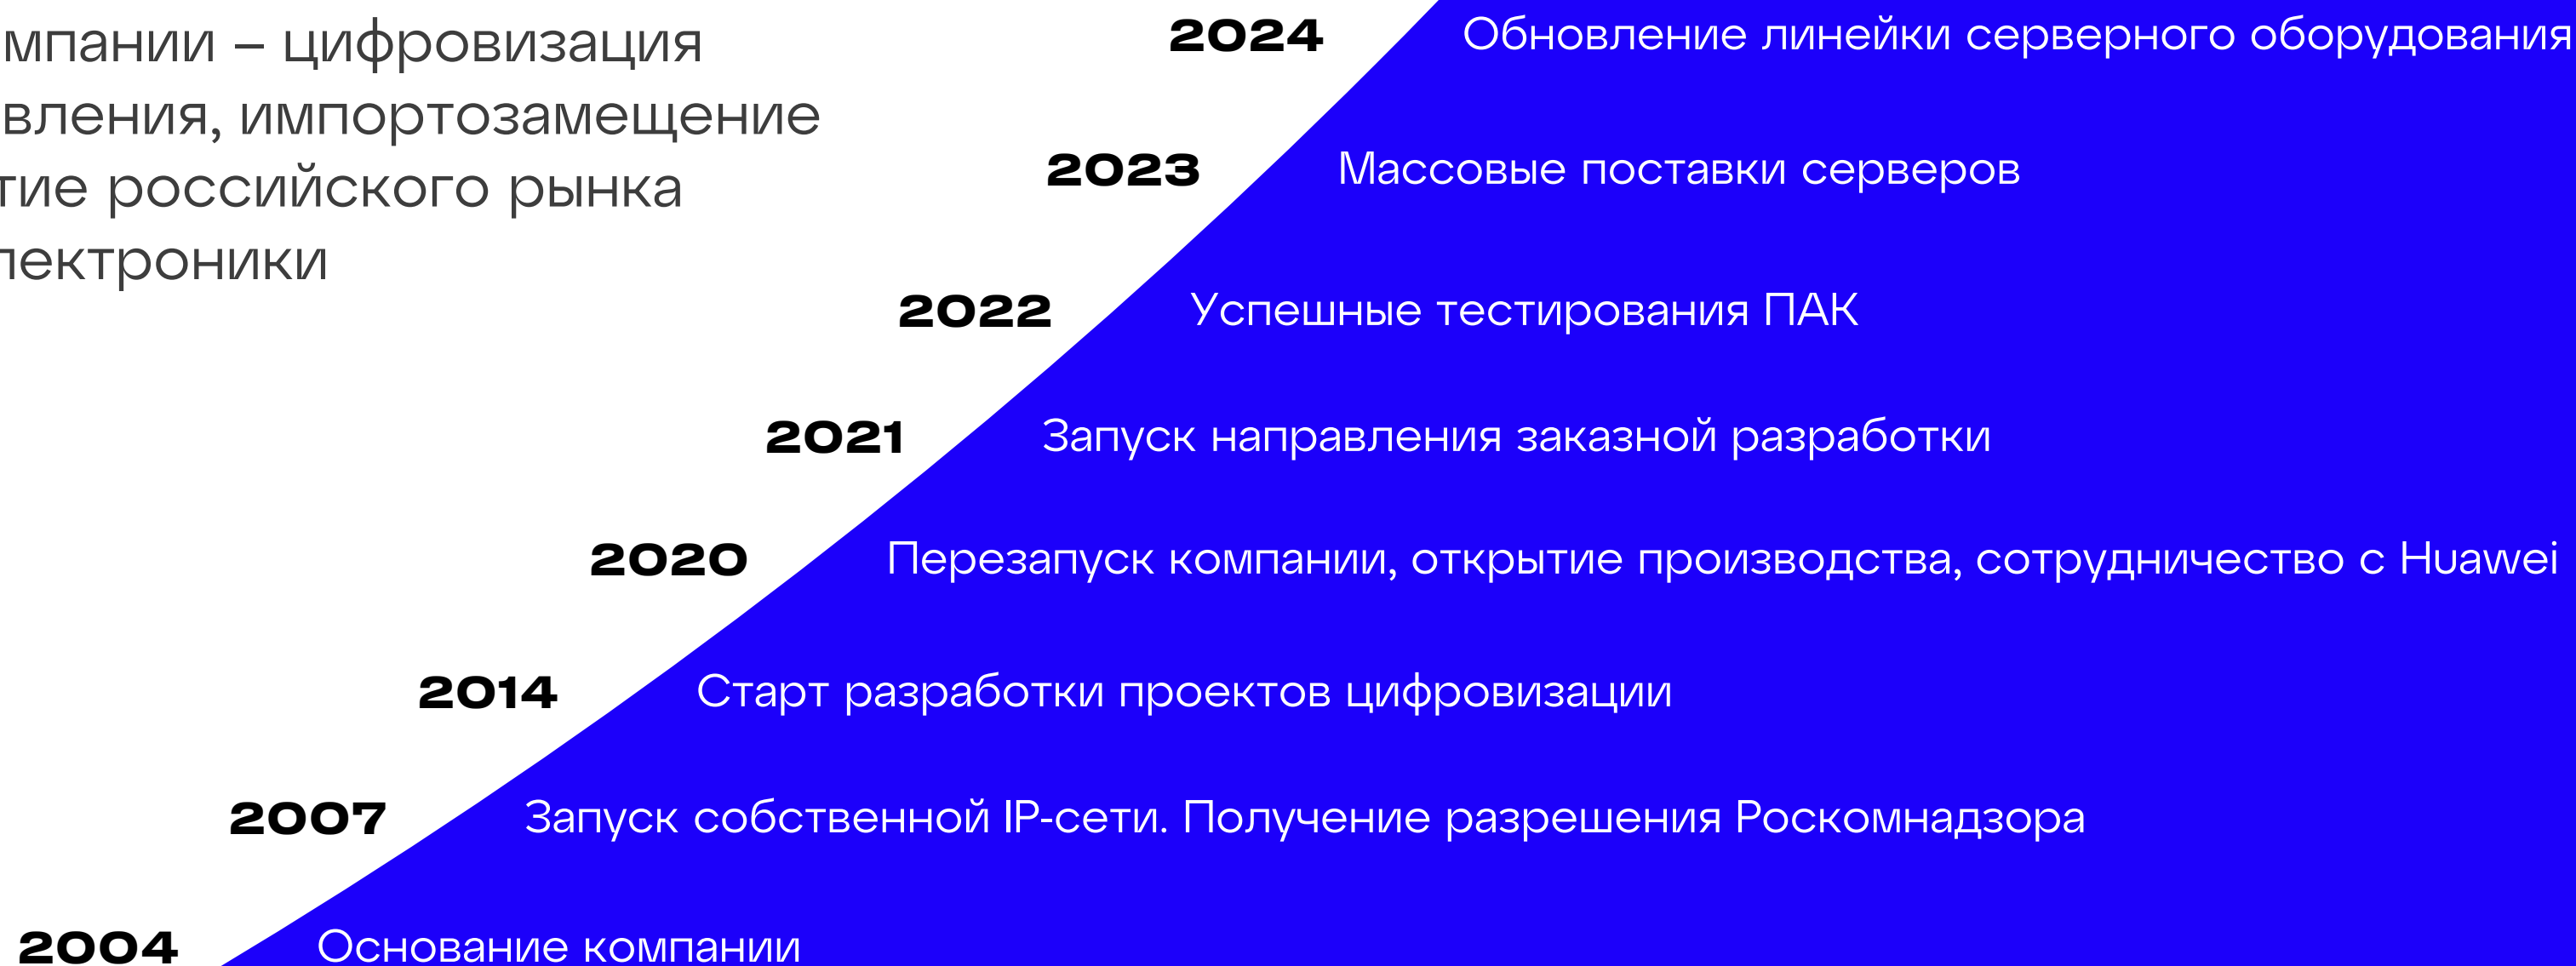 мпании – цифровизация
вления, импортозамещение
тие российского рынка
лектроники
2024 Обновление линейки серверного оборудования
2023 Массовые поставки серверов
2022 Успешные тестирования ПАК
2021 Запуск направления заказной разработки
2020 Перезапуск компании, открытие производства, сотрудничество с Huawei
2014 Старт разработки проектов цифровизации
2007 Запуск собственной IP-сети. Получение разрешения Роскомнадзора
2004 Основание компании